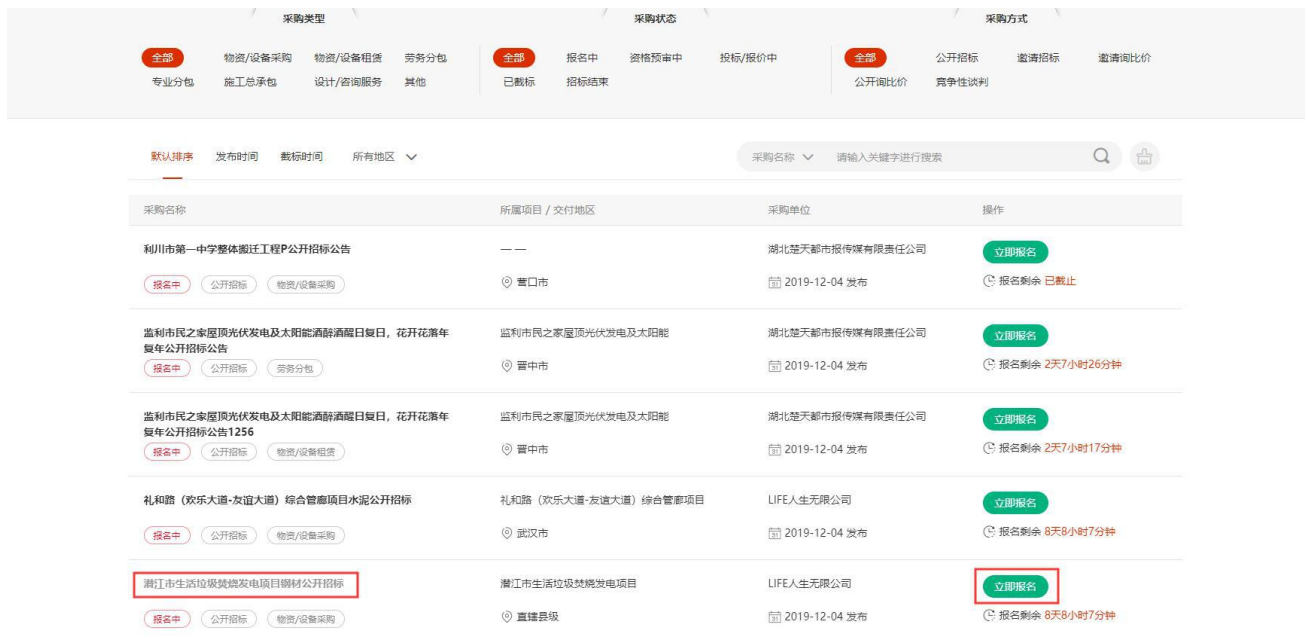 采购类型 采购状态 采购方式
全部 物资/设备采购 物资/设备租赁 劳务分包 全部 报名中 资格预审中 投标/报价中 全部 公开招标 邀请招标 邀请询比价
专业分包 施工总承包 设计/咨询服务 其他 已截标 招标结束 公开询比价 竞争性谈判
默认排序 发布时间 截标时间 所有地区 采购名称 请输入关键字进行搜索
采购名称 所属项目 / 交付地区 采购单位 操作
利川市第一中学整体搬迁工程P公开招标公告 — — 湖北楚天都市报传媒有限责任公司 立即报名
报名中 公开招标 物资/设备采购 营口市 31 2019-12-04 发布 报名剩余 已截止
监利市民之家屋顶光伏发电及太阳能酒醉酒醒日复日，花开花落年 监利市民之家屋顶光伏发电及太阳能 湖北楚天都市报传媒有限责任公司 立即报名
复年公开招标公告
报名中 公开招标 劳务分包 晋中市 31 2019-12-04 发布 报名剩余 2天7小时26分钟
监利市民之家屋顶光伏发电及太阳能酒醉酒醒日复日，花开花落年 监利市民之家屋顶光伏发电及太阳能 湖北楚天都市报传媒有限责任公司 立即报名
复年公开招标公告1256
报名中 公开招标 物资/设备租赁 晋中市 31 2019-12-04 发布 报名剩余 2天7小时17分钟
礼和路（欢乐大道-友谊大道）综合管廊项目水泥公开招标 礼和路（欢乐大道-友谊大道）综合管廊项目 LIFE人生无限公司 立即报名
报名中 公开招标 物资/设备采购 武汉市 31 2019-12-04 发布 报名剩余 8天8小时7分钟
潜江市生活垃圾焚烧发电项目钢材公开招标 潜江市生活垃圾焚烧发电项目 LIFE人生无限公司 立即报名
报名中 公开招标 物资/设备采购 直辖县级 31 2019-12-04 发布 报名剩余 8天8小时7分钟